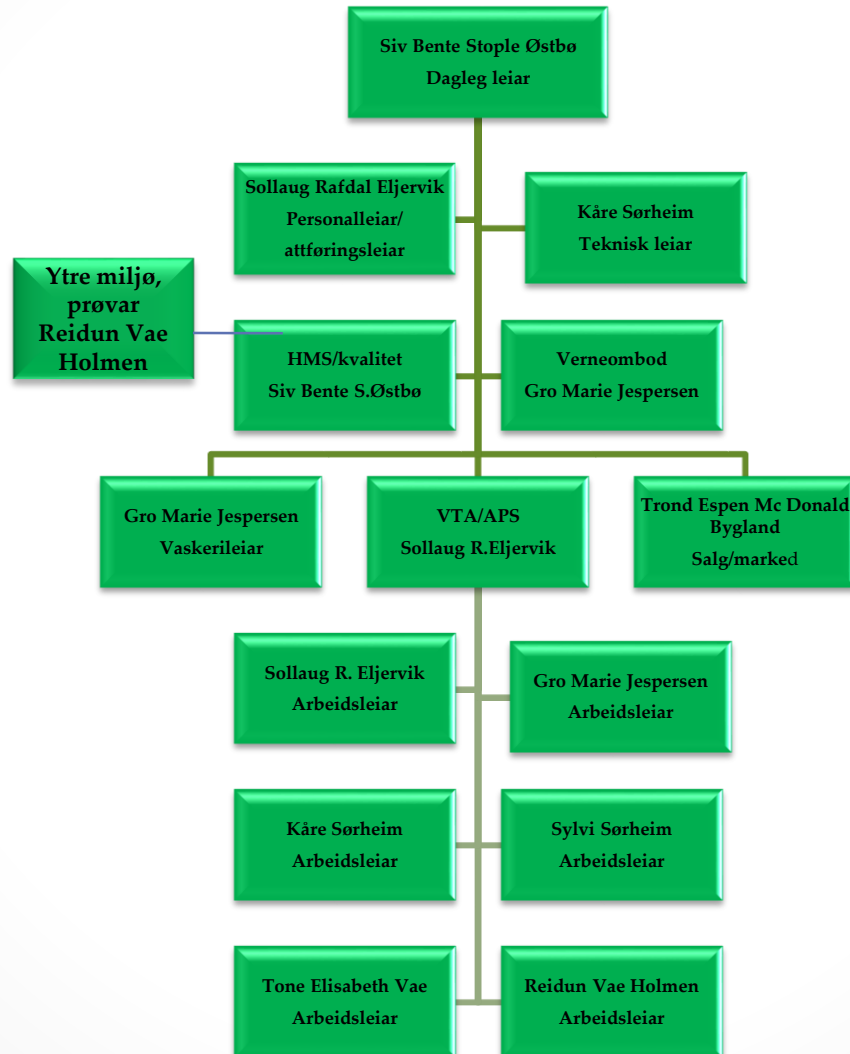 Siv Bente Stople Østbø
Dagleg leiar
Sollaug Rafdal Eljervik
Personalleiar/
attføringsleiar
Kåre Sørheim
Teknisk leiar
Ytre miljø,
prøvar
Reidun Vae
Holmen
HMS/kvalitet
Siv Bente S.Østbø
Verneombod
Gro Marie Jespersen
Gro Marie Jespersen
Vaskerileiar
VTA/APS
Sollaug R.Eljervik
Trond Espen Mc Donald
Bygland
Salg/marked
Sollaug R. Eljervik
Arbeidsleiar
Gro Marie Jespersen
Arbeidsleiar
Kåre Sørheim
Arbeidsleiar
Sylvi Sørheim
Arbeidsleiar
Tone Elisabeth Vae
Arbeidsleiar
Reidun Vae Holmen
Arbeidsleiar